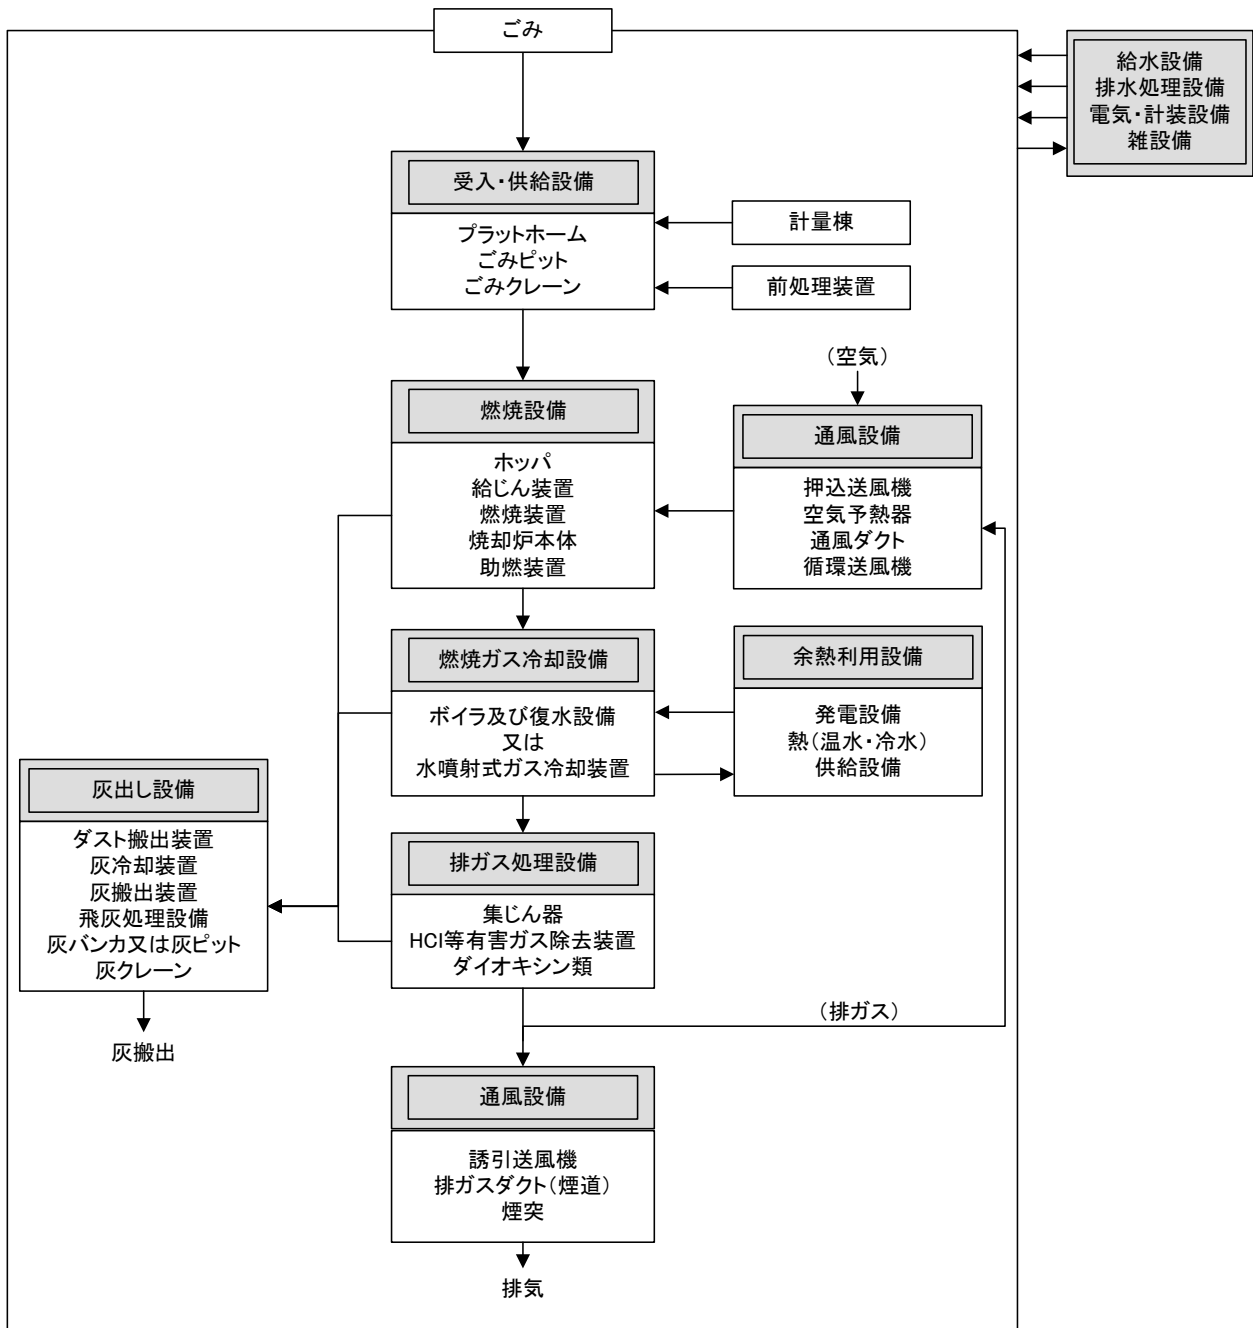 ごみ
給水設備
排水処理設備
電気・計装設備
雑設備
受入・供給設備
プラットホーム
ごみピット
ごみクレーン
計量棟
前処理装置
(空気)
燃焼設備
ホッパ
給じん装置
燃焼装置
焼却炉本体
助燃装置
通風設備
押込送風機
空気予熱器
通風ダクト
循環送風機
燃焼ガス冷却設備
ボイラ及び復水設備
又は
水噴射式ガス冷却装置
余熱利用設備
発電設備
熱(温水・冷水)
供給設備
灰出し設備
ダスト搬出装置
灰冷却装置
灰搬出装置
飛灰処理設備
灰バンカ又は灰ピット
灰クレーン
灰搬出
排ガス処理設備
集じん器
HCl等有害ガス除去装置
ダイオキシン類
(排ガス)
通風設備
誘引送風機
排ガスダクト(煙道)
煙突
排気